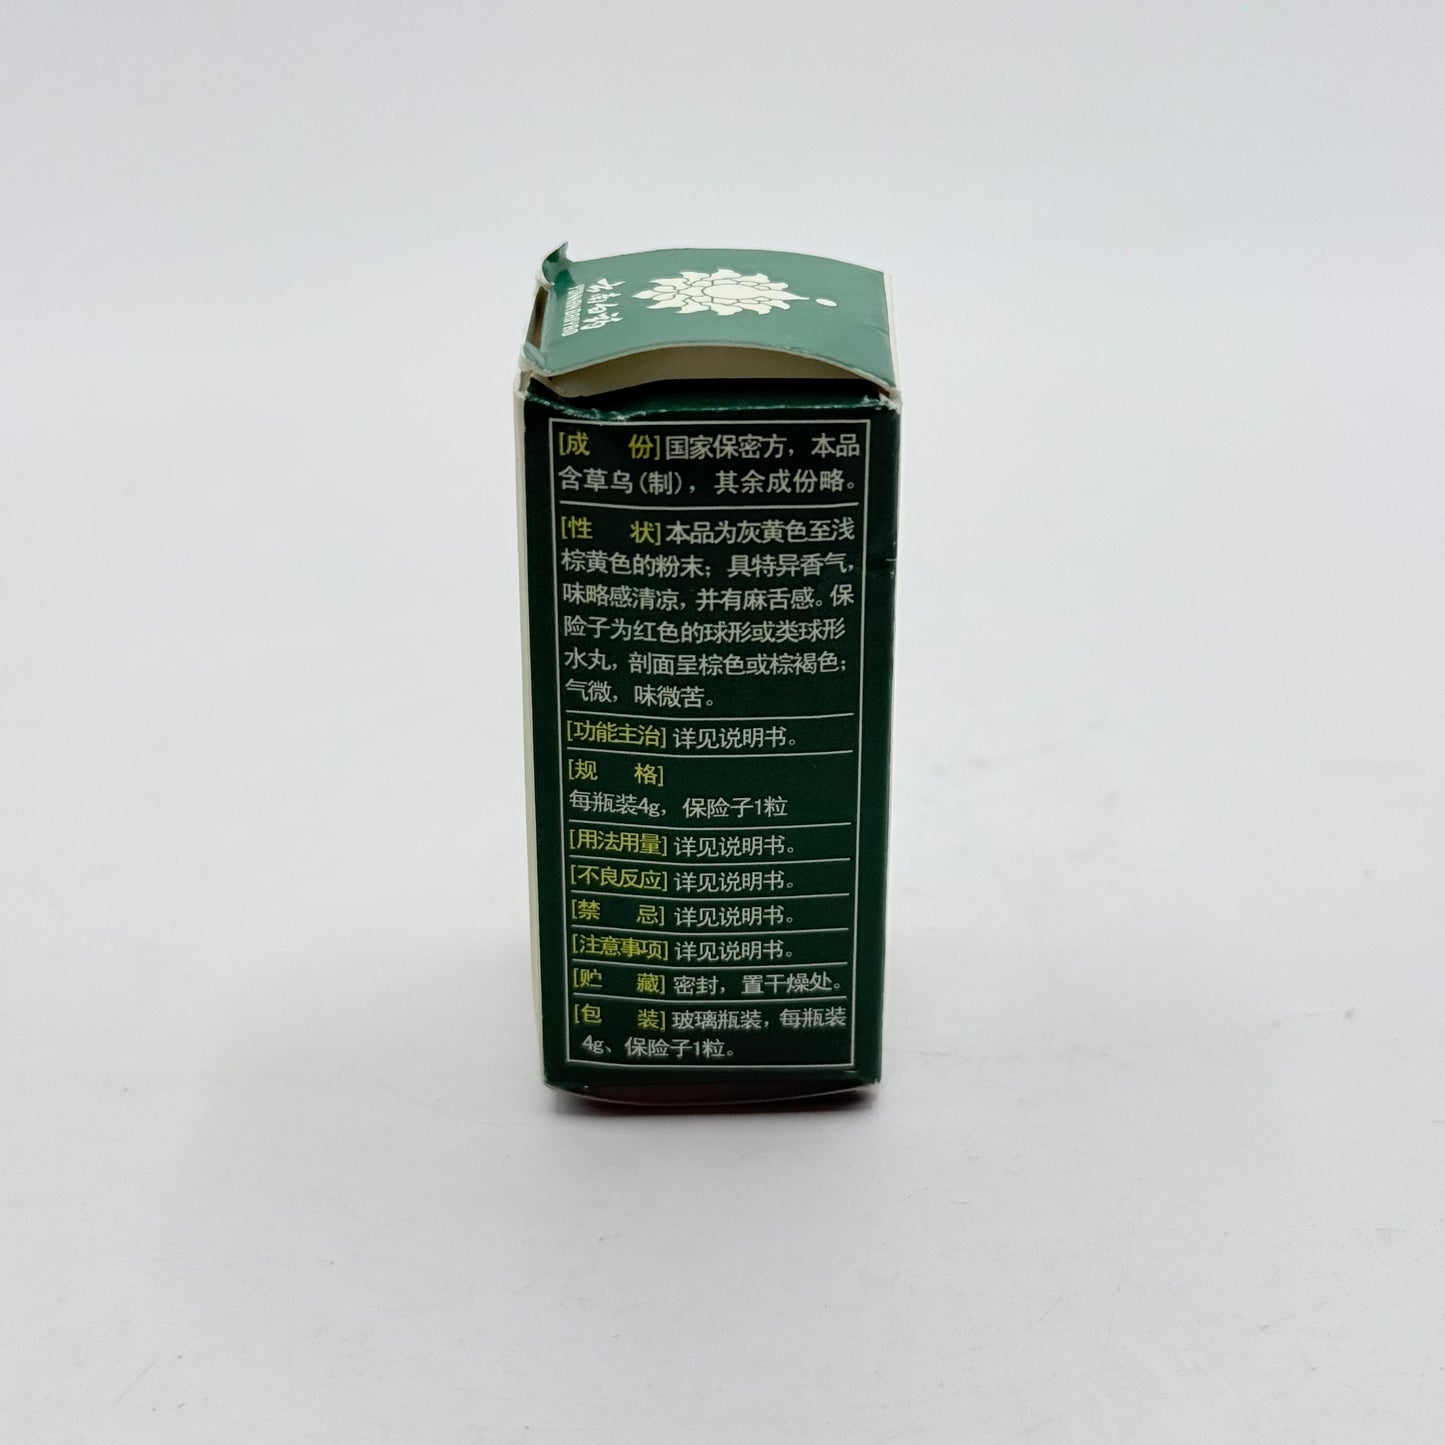 云南白药
YUNNANBAIYAO
[成 份]国家保密方，本品
含草乌(制)，其余成份略。
[性 状]本品为灰黄色至浅
棕黄色的粉末；具特异香气，
味略感清凉，并有麻舌感。保
险子为红色的球形或类球形
水丸，剖面呈棕色或棕褐色；
气微，味微苦。
[功能主治]详见说明书。
[规 格]
每瓶装4g，保险子1粒
[用法用量]详见说明书。
[不良反应]详见说明书。
[禁 忌]详见说明书。
[注意事项]详见说明书。
[贮 藏]密封，置干燥处。
[包 装]玻璃瓶装，每瓶装
4g、保险子1粒。